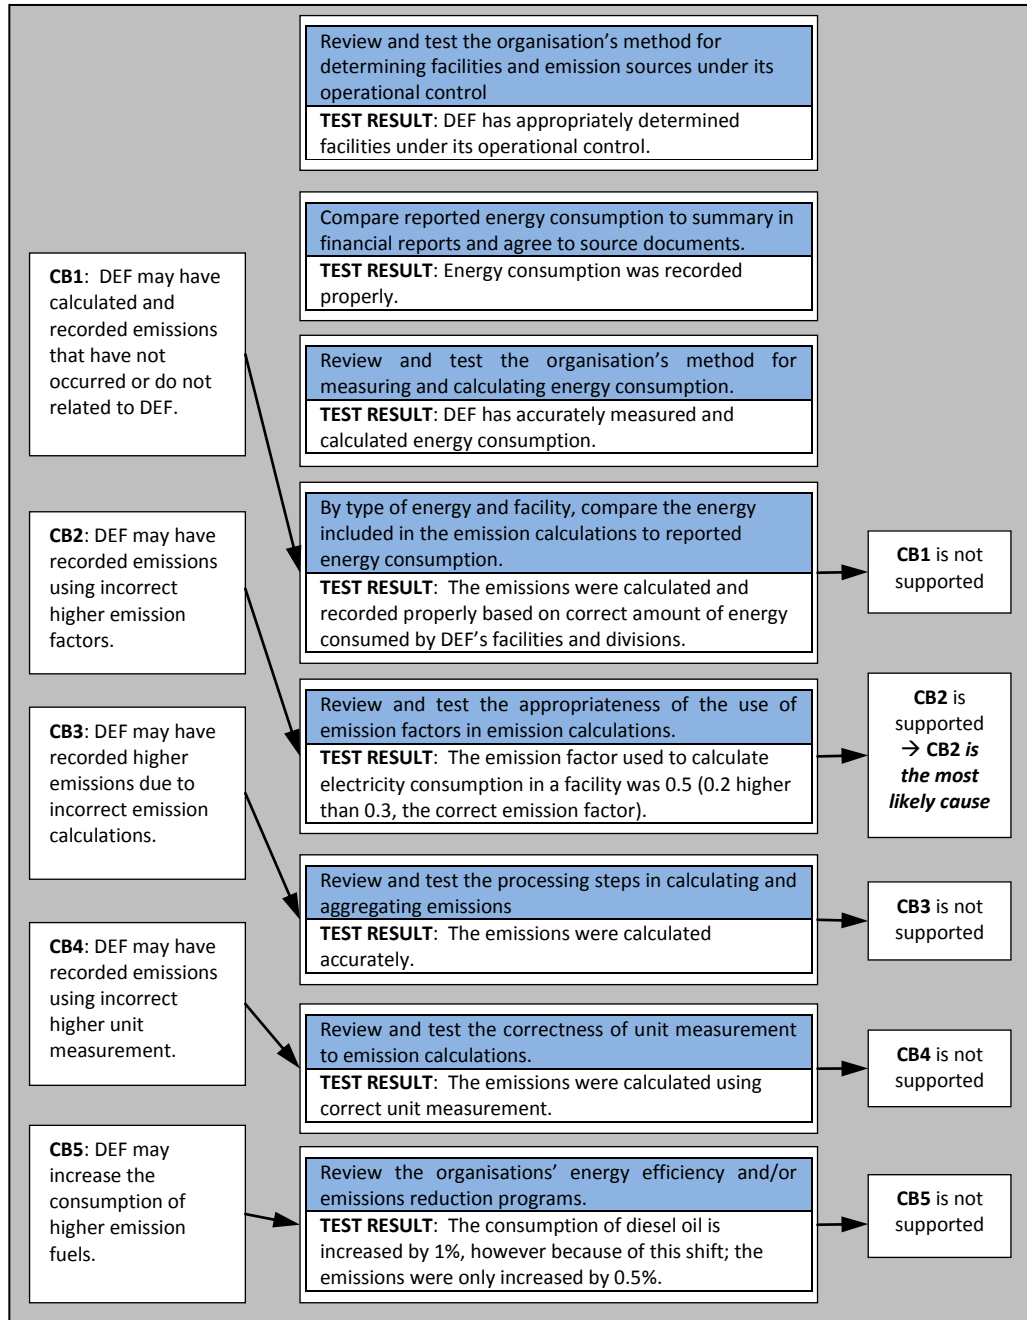 Review and test the organisation’s method for
determining facilities and emission sources under its
operational control
TEST RESULT: DEF has appropriately determined
facilities under its operational control.
Compare reported energy consumption to summary in
financial reports and agree to source documents.
TEST RESULT: Energy consumption was recorded
properly.
CB1: DEF may have
calculated and
recorded emissions
that have not
occurred or do not
related to DEF.
Review and test the organisation’s method for
measuring and calculating energy consumption.
TEST RESULT: DEF has accurately measured and
calculated energy consumption.
By type of energy and facility, compare the energy
included in the emission calculations to reported
energy consumption.
TEST RESULT: The emissions were calculated and
recorded properly based on correct amount of energy
consumed by DEF’s facilities and divisions.
CB1 is not
supported
CB2: DEF may have
recorded emissions
using incorrect
higher emission
factors.
Review and test the appropriateness of the use of
emission factors in emission calculations.
TEST RESULT: The emission factor used to calculate
electricity consumption in a facility was 0.5 (0.2 higher
than 0.3, the correct emission factor).
CB2 is
supported
→ CB2 is
the most
likely cause
CB3: DEF may have
recorded higher
emissions due to
incorrect emission
calculations.
Review and test the processing steps in calculating and
aggregating emissions
TEST RESULT: The emissions were calculated
accurately.
CB3 is not
supported
CB4: DEF may have
recorded emissions
using incorrect
higher unit
measurement.
Review and test the correctness of unit measurement
to emission calculations.
TEST RESULT: The emissions were calculated using
correct unit measurement.
CB4 is not
supported
CB5: DEF may
increase the
consumption of
higher emission
fuels.
Review the organisations’ energy efficiency and/or
emissions reduction programs.
TEST RESULT: The consumption of diesel oil is
increased by 1%, however because of this shift; the
emissions were only increased by 0.5%.
CB5 is not
supported